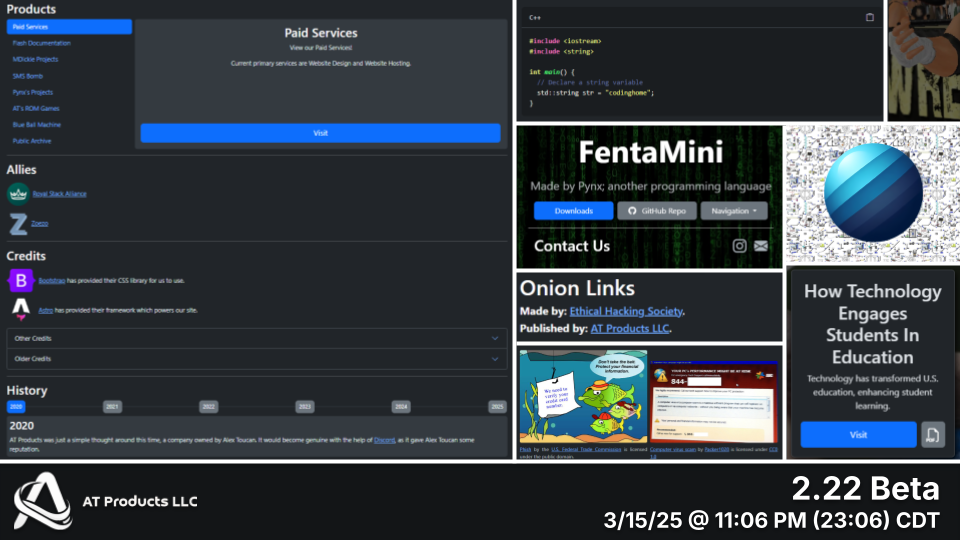 Products
Paid Services
Flash Documentation
MDickie Projects
SMS Bomb
Pynx's Projects
AT's ROM Games
Blue Ball Machine
Public Archive
Paid Services
View our Paid Services!
Current primary services are Website Design and Website Hosting.
Visit
Allies
Royal Stack Alliance
Zoezo
Credits
Bootstrap has provided their CSS library for us to use.
Astro has provided their framework which powers our site.
Other Credits
Older Credits
History
2020
2021
2022
2023
2024
2025
2020
AT Products was just a simple thought around this time, a company owned by Alex Toucan. It would become genuine with the help of Discord, as it gave Alex Toucan some
reputation.
C++
#include <iostream>
#include <string>
int main() {
// Declare a string variable
std::string str = "codinghome";
}
FentaMini
Made by Pynx; another programming language
Downloads
GitHub Repo
Navigation
Contact Us
Onion Links
Made by: Ethical Hacking Society.
Published by: AT Products LLC.
Don't take the bait.
Protect your financial
information.
We need to
verify your
credit card
number.
844-
Phish by the U.S. Federal Trade Commission is licensed
under the public domain.
Computer virus scam by Parker1030 is licensed under CC0
1.0
How Technology
Engages
Students In
Education
Technology has transformed U.S.
education, enhancing student
learning.
Visit
AT Products LLC
2.22 Beta
3/15/25 @ 11:06 PM (23:06) CDT